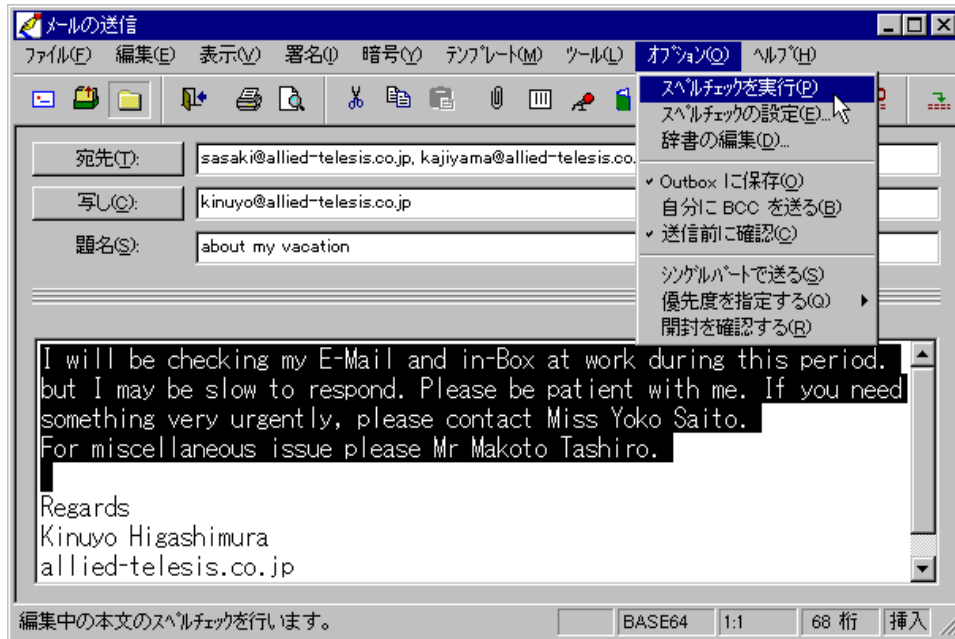 メールの送信
ファイル(F) 編集(E) 表示(V) 署名(I) 暗号(Y) テンプレート(M) ツール(L) オプション(O) ヘルプ(H)
スペルチェックを実行(P)
スペルチェックの設定(E)...
辞書の編集(D)...
Outbox に保存(O)
自分に BCC を送る(B)
送信前に確認(C)
シングルパートで送る(S)
優先度を指定する(Q)
開封を確認する(R)
宛先(T): sasaki@allied-telesis.co.jp, kajiyama@allied-telesis.co.
写し(C): kinuyo@allied-telesis.co.jp
題名(S): about my vacation
I will be checking my E-Mail and in-Box at work during this period.
but I may be slow to respond. Please be patient with me. If you need
something very urgently, please contact Miss Yoko Saito.
For miscellaneous issue please Mr Makoto Tashiro.
Regards
Kinuyo Higashimura
allied-telesis.co.jp
編集中の本文のスペルチェックを行います。 BASE64 1:1 68 桁 挿入